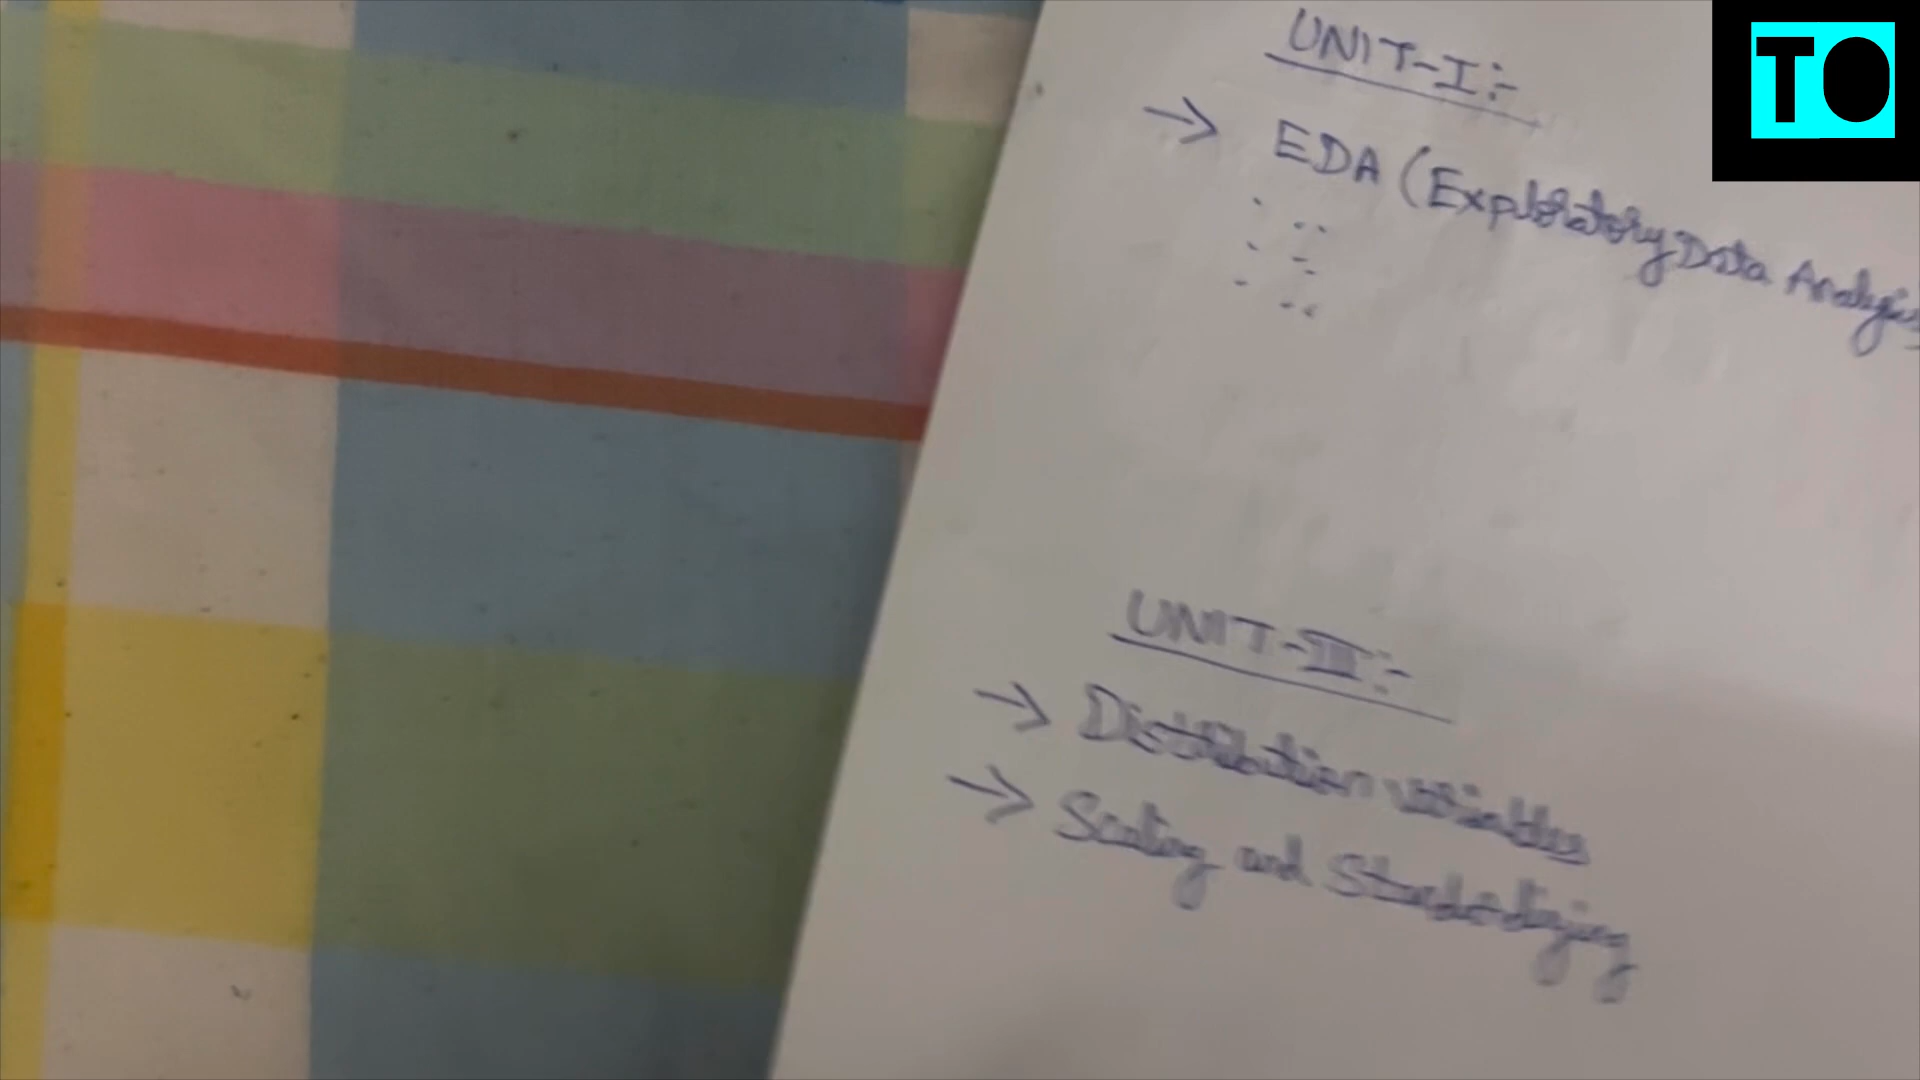 UNIT-I:-
→ EDA (Exploratory Data Analysis
UNIT-III:-
→ Distribution variables
→ Scaling and Standardizing
TO